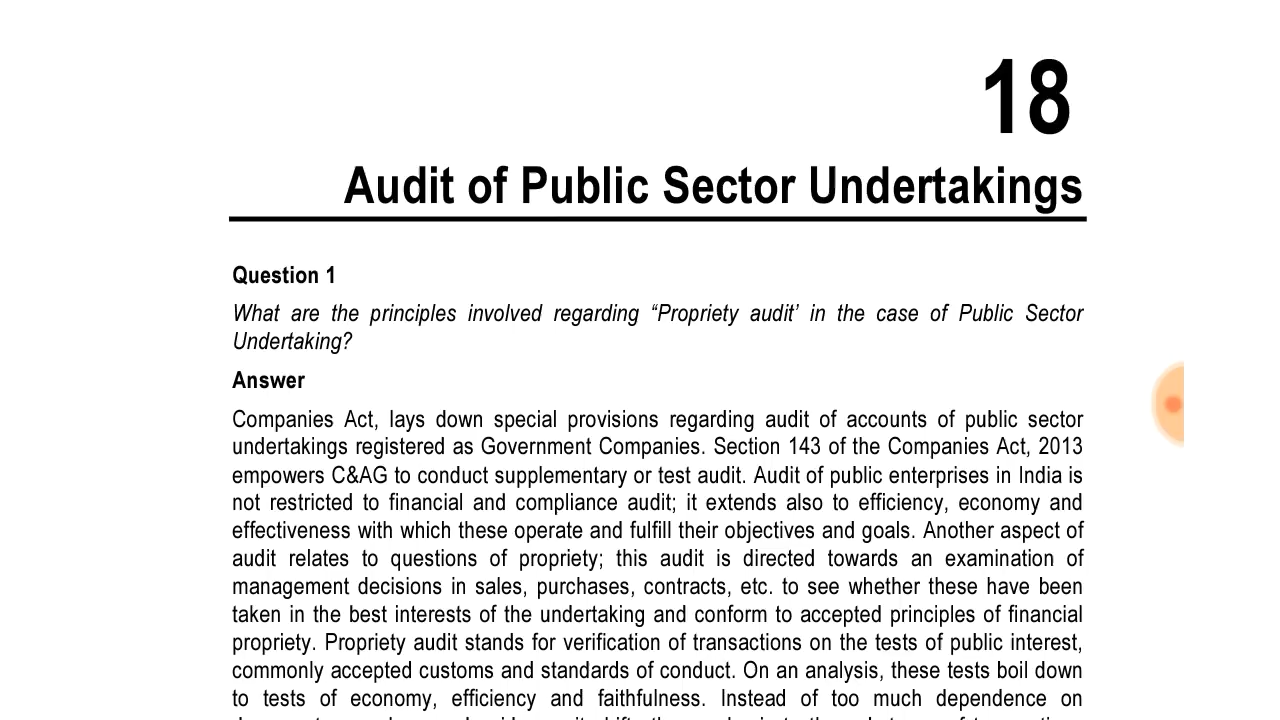 18
Audit of Public Sector Undertakings
Question 1
What are the principles involved regarding “Propriety audit’ in the case of Public Sector
Undertaking?
Answer
Companies Act, lays down special provisions regarding audit of accounts of public sector
undertakings registered as Government Companies. Section 143 of the Companies Act, 2013
empowers C&AG to conduct supplementary or test audit. Audit of public enterprises in India is
not restricted to financial and compliance audit; it extends also to efficiency, economy and
effectiveness with which these operate and fulfill their objectives and goals. Another aspect of
audit relates to questions of propriety; this audit is directed towards an examination of
management decisions in sales, purchases, contracts, etc. to see whether these have been
taken in the best interests of the undertaking and conform to accepted principles of financial
propriety. Propriety audit stands for verification of transactions on the tests of public interest,
commonly accepted customs and standards of conduct. On an analysis, these tests boil down
to tests of economy, efficiency and faithfulness. Instead of too much dependence on